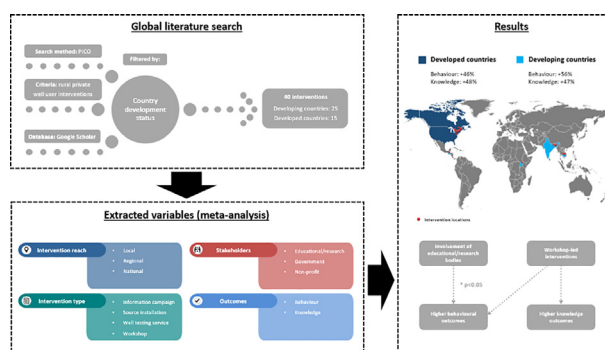 Global literature search
Search method: PICO
Criteria: rural private
well user interventions
Database: Google Scholar
Filtered by:
Country
development
status
40 interventions
Developing countries: 25
Developed countries: 15
Extracted variables (meta-analysis)
Intervention reach
• Local
• Regional
• National
Stakeholders
• Educational/research
• Government
• Non-profit
Intervention type
• Information campaign
• Source installation
• Well testing service
• Workshop
Outcomes
• Behaviour
• Knowledge
Results
Developed countries
Behaviour: +46%
Knowledge: +48%
Developing countries
Behaviour: +56%
Knowledge: +47%
Intervention locations
Involvement of
educational/research
bodies
Workshop-led
interventions
* p<0.05
Higher behavioural
outcomes
Higher knowledge
outcomes